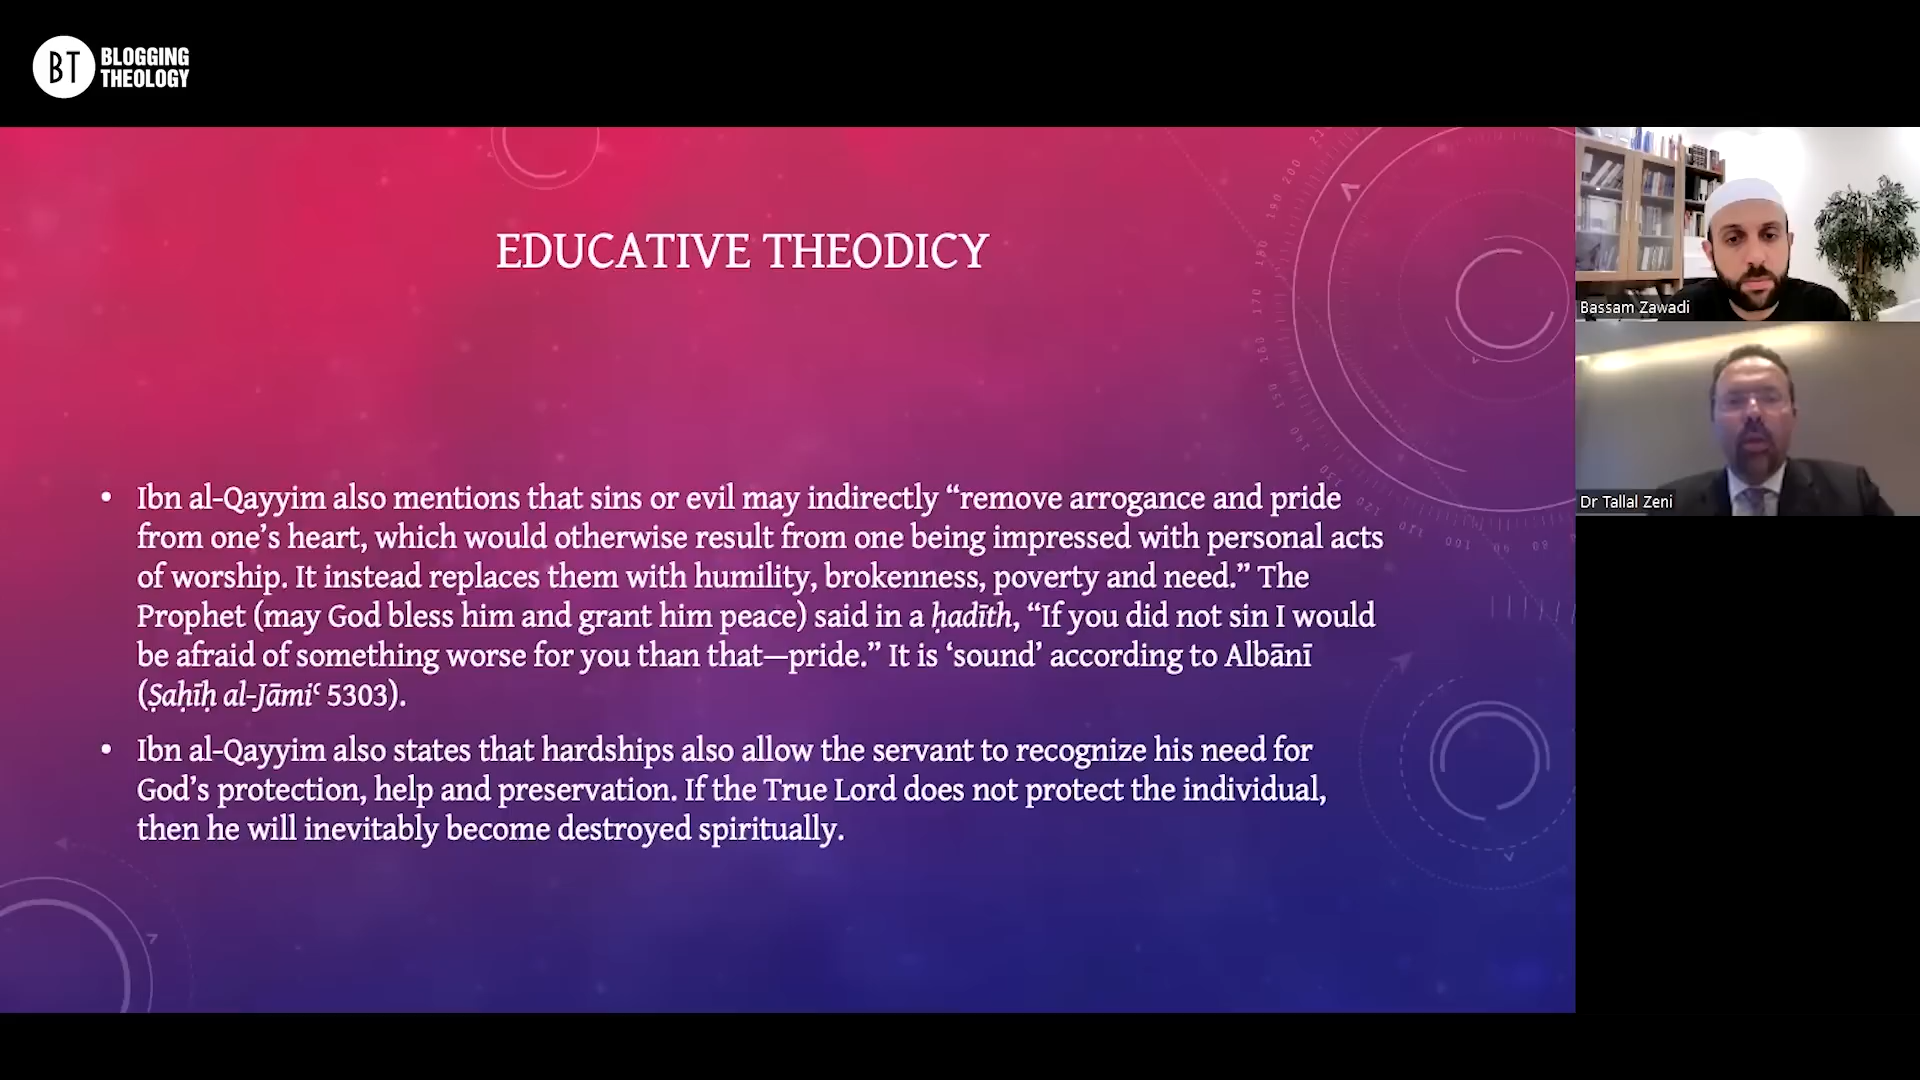 BT BLOGGING
THEOLOGY
EDUCATIVE THEODICY
• Ibn al-Qayyim also mentions that sins or evil may indirectly “remove arrogance and pride
from one’s heart, which would otherwise result from one being impressed with personal acts
of worship. It instead replaces them with humility, brokenness, poverty and need.” The
Prophet (may God bless him and grant him peace) said in a ḥadīth, “If you did not sin I would
be afraid of something worse for you than that—pride.” It is ‘sound’ according to Albānī
(Ṣaḥīḥ al-Jāmiʿ 5303).
• Ibn al-Qayyim also states that hardships also allow the servant to recognize his need for
God’s protection, help and preservation. If the True Lord does not protect the individual,
then he will inevitably become destroyed spiritually.
Bassam Zawadi
Dr Tallal Zeni